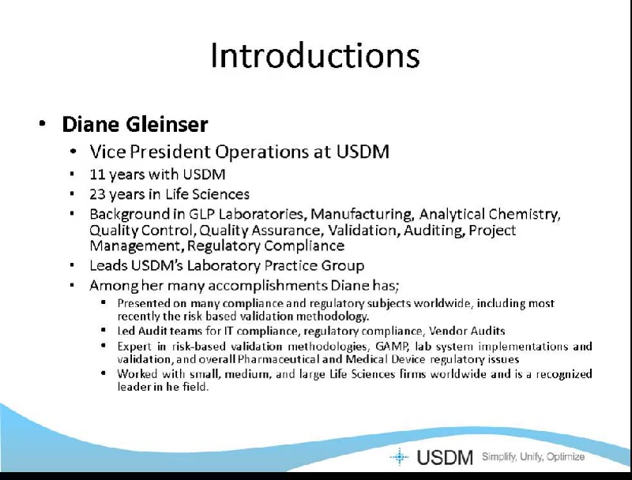 Introductions
• Diane Gleinser
• Vice President Operations at USDM
▪ 11 years with USDM
▪ 23 years in Life Sciences
▪ Background in GLP Laboratories, Manufacturing, Analytical Chemistry,
Quality Control, Quality Assurance, Validation, Auditing, Project
Management, Regulatory Compliance
▪ Leads USDM's Laboratory Practice Group
▪ Among her many accomplishments Diane has;
▪ Presented on many compliance and regulatory subjects worldwide, including most
recently the risk based validation methodology.
▪ Led Audit teams for IT compliance, regulatory compliance, Vendor Audits
▪ Expert in risk-based validation methodologies, GAMP, lab system implementations and
validation, and overall Pharmaceutical and Medical Device regulatory issues
▪ Worked with small, medium, and large Life Sciences firms worldwide and is a recognized
leader in he field.
USDM Simplify, Unify, Optimize